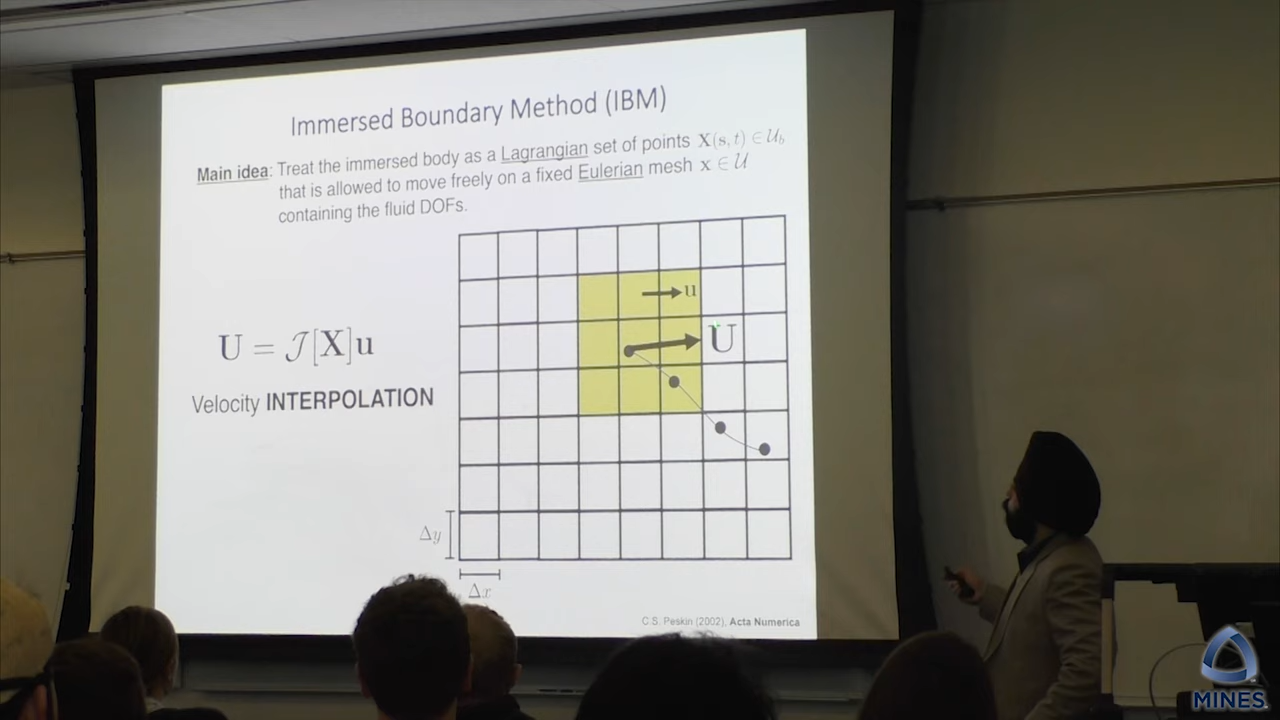 Immersed Boundary Method (IBM)
Main idea: Treat the immersed body as a Lagrangian set of points X(s, t) ∈ 𝒰_b
that is allowed to move freely on a fixed Eulerian mesh x ∈ 𝒰
containing the fluid DOFs.
u
U
U = 𝒥[X]u
Velocity INTERPOLATION
Δy
Δx
C.S. Peskin (2002), Acta Numerica
MINES